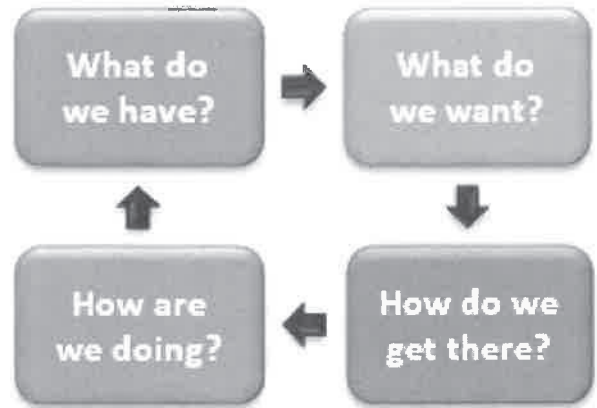 What do
we have?
What do
we want?
How do we
get there?
How are
we doing?